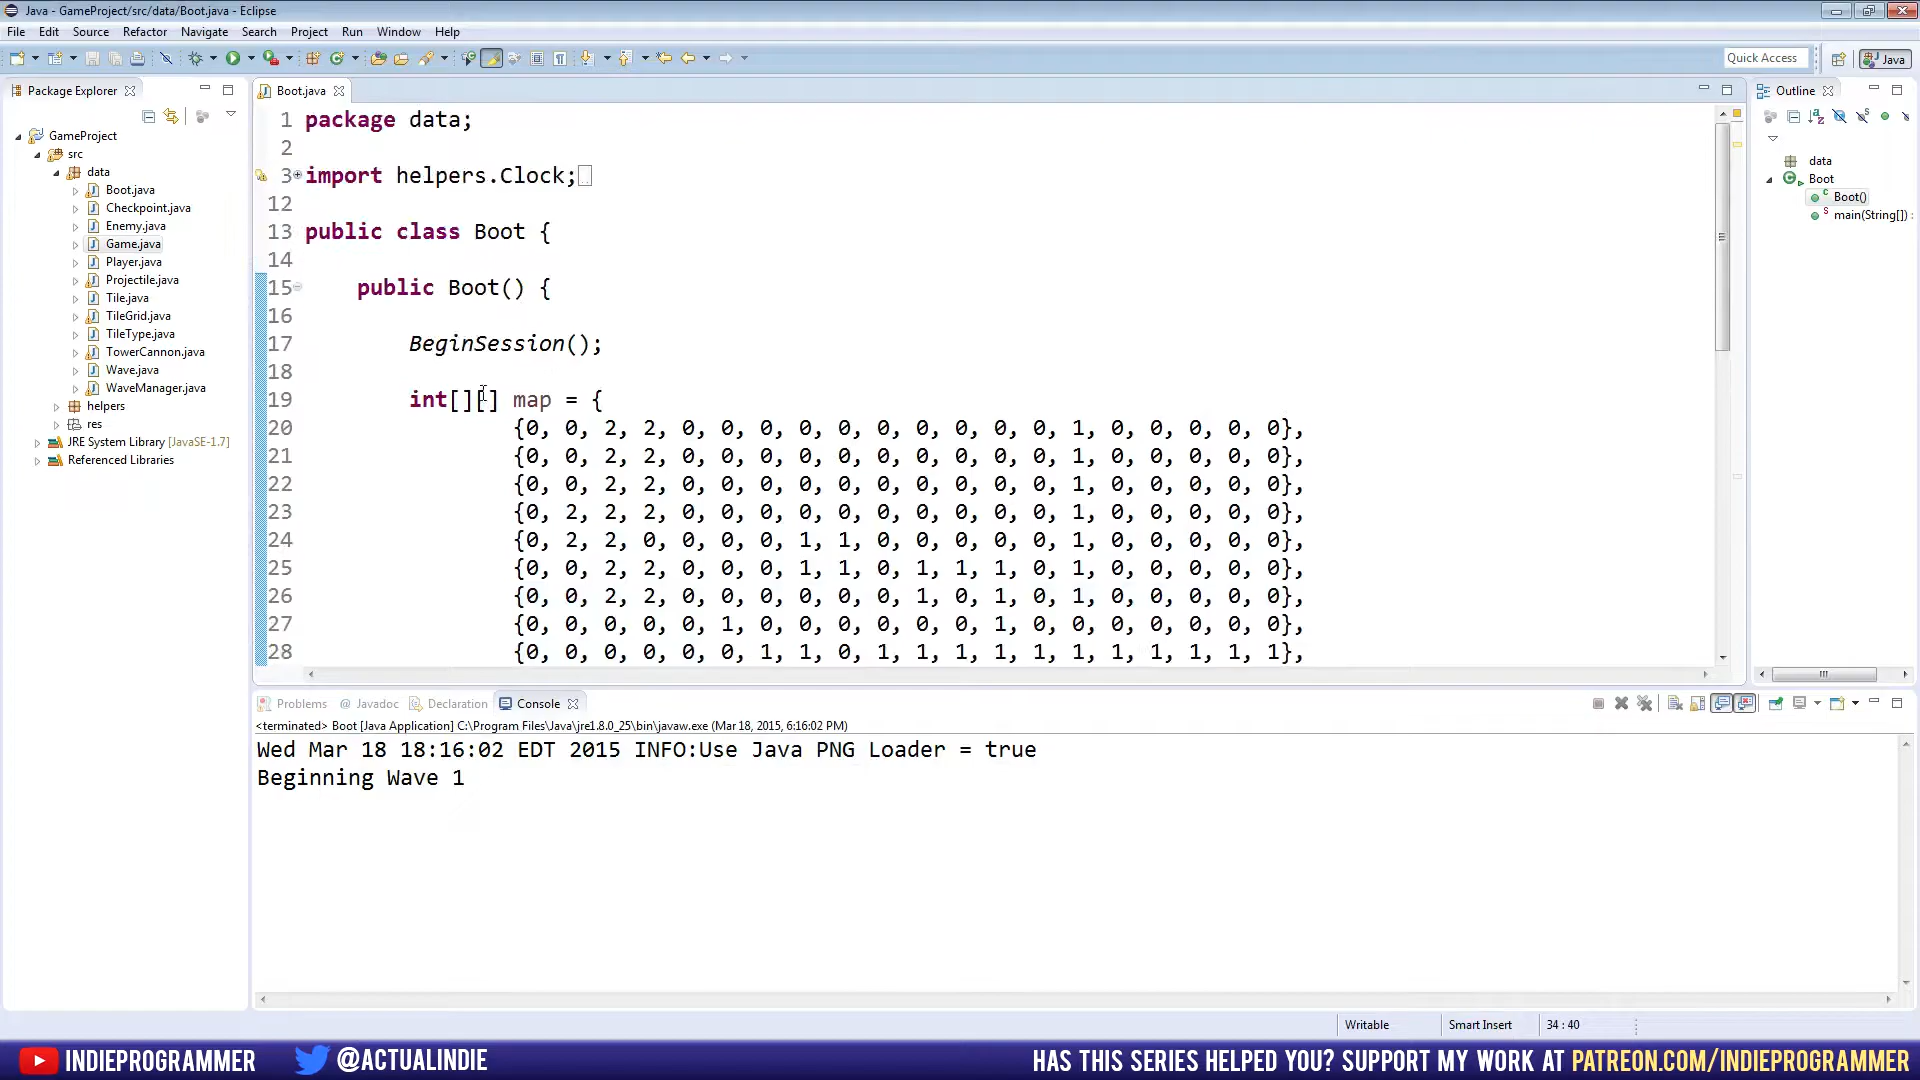 Java - GameProject/src/data/Boot.java - Eclipse
File Edit Source Refactor Navigate Search Project Run Window Help
Quick Access
Java
Package Explorer
GameProject
src
data
Boot.java
Checkpoint.java
Enemy.java
Game.java
Player.java
Projectile.java
Tile.java
TileGrid.java
TileType.java
TowerCannon.java
Wave.java
WaveManager.java
helpers
res
JRE System Library [JavaSE-1.7]
Referenced Libraries
Boot.java
1 package data;
2
3 import helpers.Clock;
12
13 public class Boot {
14
15 public Boot() {
16
17 BeginSession();
18
19 int[][] map = {
20 {0, 0, 2, 2, 0, 0, 0, 0, 0, 0, 0, 0, 0, 0, 1, 0, 0, 0, 0, 0},
21 {0, 0, 2, 2, 0, 0, 0, 0, 0, 0, 0, 0, 0, 0, 1, 0, 0, 0, 0, 0},
22 {0, 0, 2, 2, 0, 0, 0, 0, 0, 0, 0, 0, 0, 0, 1, 0, 0, 0, 0, 0},
23 {0, 2, 2, 2, 0, 0, 0, 0, 0, 0, 0, 0, 0, 0, 1, 0, 0, 0, 0, 0},
24 {0, 2, 2, 0, 0, 0, 0, 1, 1, 0, 0, 0, 0, 0, 1, 0, 0, 0, 0, 0},
25 {0, 0, 2, 2, 0, 0, 0, 1, 1, 0, 1, 1, 1, 0, 1, 0, 0, 0, 0, 0},
26 {0, 0, 2, 2, 0, 0, 0, 0, 0, 0, 1, 0, 1, 0, 1, 0, 0, 0, 0, 0},
27 {0, 0, 0, 0, 0, 1, 0, 0, 0, 0, 0, 0, 1, 0, 0, 0, 0, 0, 0, 0},
28 {0, 0, 0, 0, 0, 0, 1, 1, 0, 1, 1, 1, 1, 1, 1, 1, 1, 1, 1, 1},
Outline
data
Boot
Boot()
main(String[]) :
Problems @ Javadoc Declaration Console
<terminated> Boot [Java Application] C:\Program Files\Java\jre1.8.0_25\bin\javaw.exe (Mar 18, 2015, 6:16:02 PM)
Wed Mar 18 18:16:02 EDT 2015 INFO:Use Java PNG Loader = true
Beginning Wave 1
Writable Smart Insert 34 : 40
INDIEPROGRAMMER @ACTUALINDIE HAS THIS SERIES HELPED YOU? SUPPORT MY WORK AT PATREON.COM/INDIEPROGRAMMER